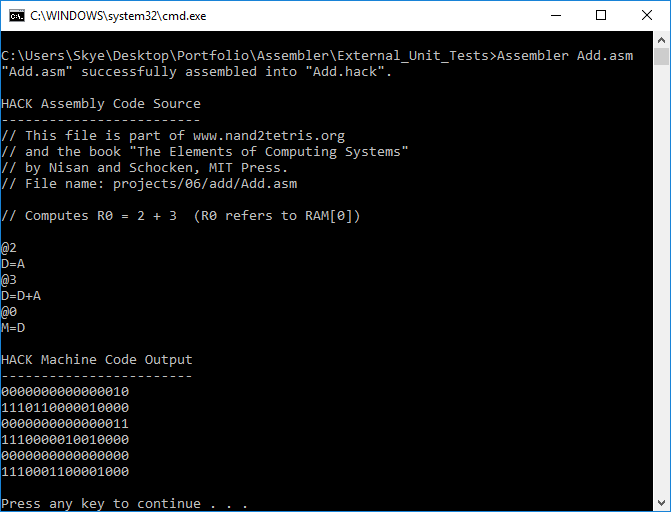 C:\WINDOWS\system32\cmd.exe
C:\Users\Skye\Desktop\Portfolio\Assembler\External_Unit_Tests>Assembler Add.asm
"Add.asm" successfully assembled into "Add.hack".
HACK Assembly Code Source
-------------------------
// This file is part of www.nand2tetris.org
// and the book "The Elements of Computing Systems"
// by Nisan and Schocken, MIT Press.
// File name: projects/06/add/Add.asm
// Computes R0 = 2 + 3  (R0 refers to RAM[0])
@2
D=A
@3
D=D+A
@0
M=D
HACK Machine Code Output
------------------------
0000000000000010
1110110000010000
0000000000000011
1110000010010000
0000000000000000
1110001100001000
Press any key to continue . . .